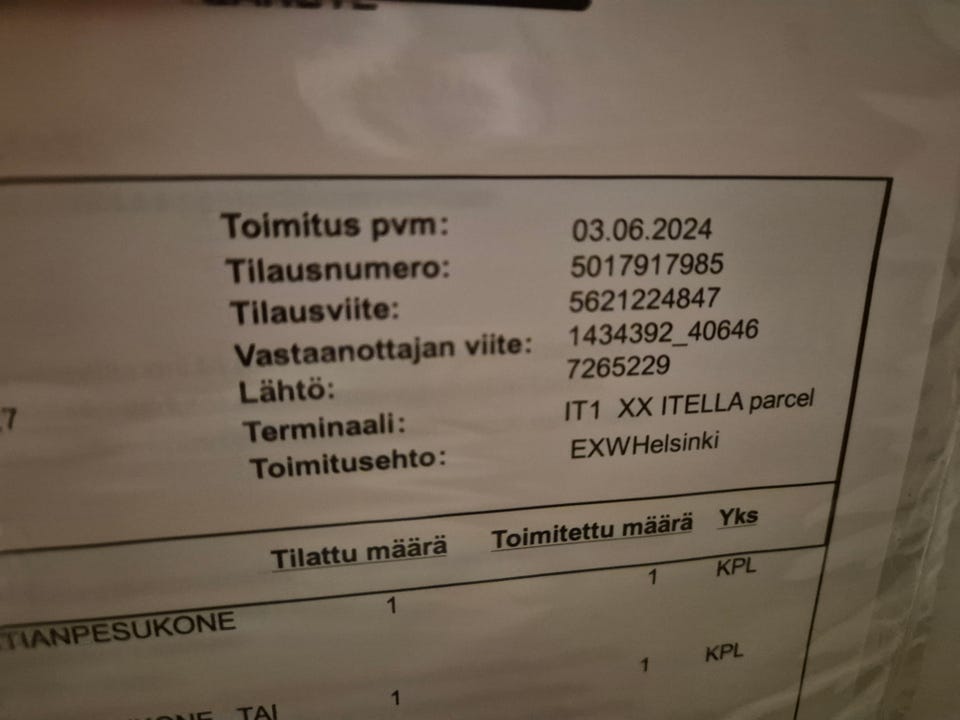 Toimitus pvm: 03.06.2024
Tilausnumero: 5017917985
Tilausviite: 5621224847
Vastaanottajan viite: 1434392_40646
Lähtö: 7265229
Terminaali: IT1 XX ITELLA parcel
Toimitusehto: EXWHelsinki
Tilattu määrä Toimitettu määrä Yks
TIANPESUKONE 1 1 KPL
TAI 1 1 KPL